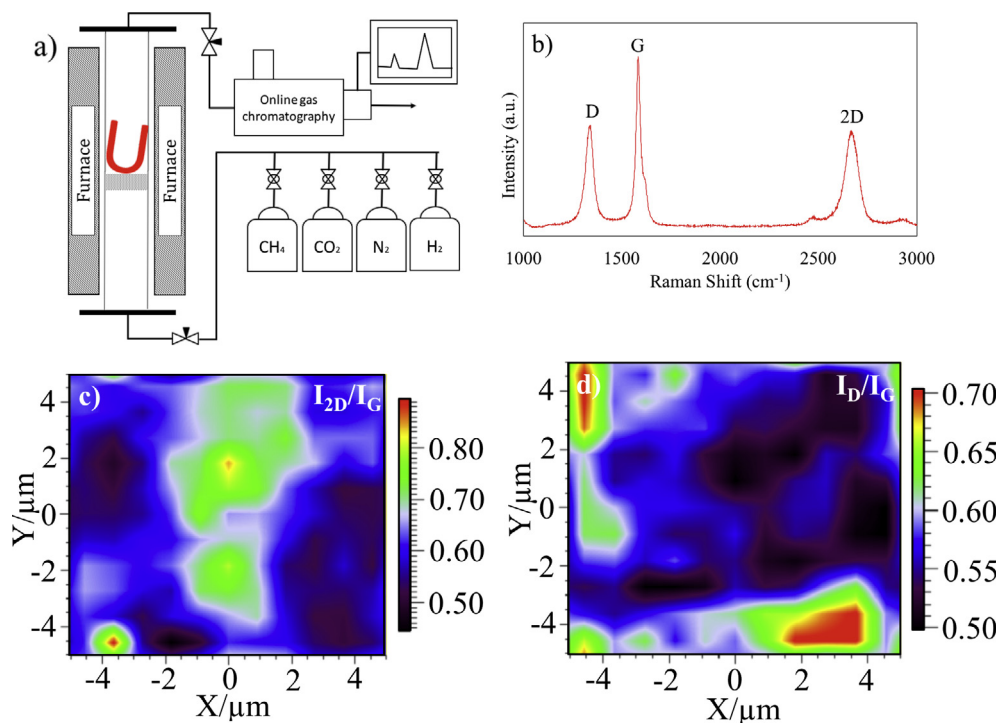 a)
Furnace
Furnace
Online gas
chromatography
CH₄
CO₂
N₂
H₂
b)
D
G
2D
Intensity (a.u.)
1000
1500
2000
2500
3000
Raman Shift (cm⁻¹)
c)
I₂D/IG
4
2
0
-2
-4
Y/µm
-4
-2
0
2
4
X/µm
0.80
0.70
0.60
0.50
d)
ID/IG
4
2
0
-2
-4
Y/µm
-4
-2
0
2
4
X/µm
0.70
0.65
0.60
0.55
0.50